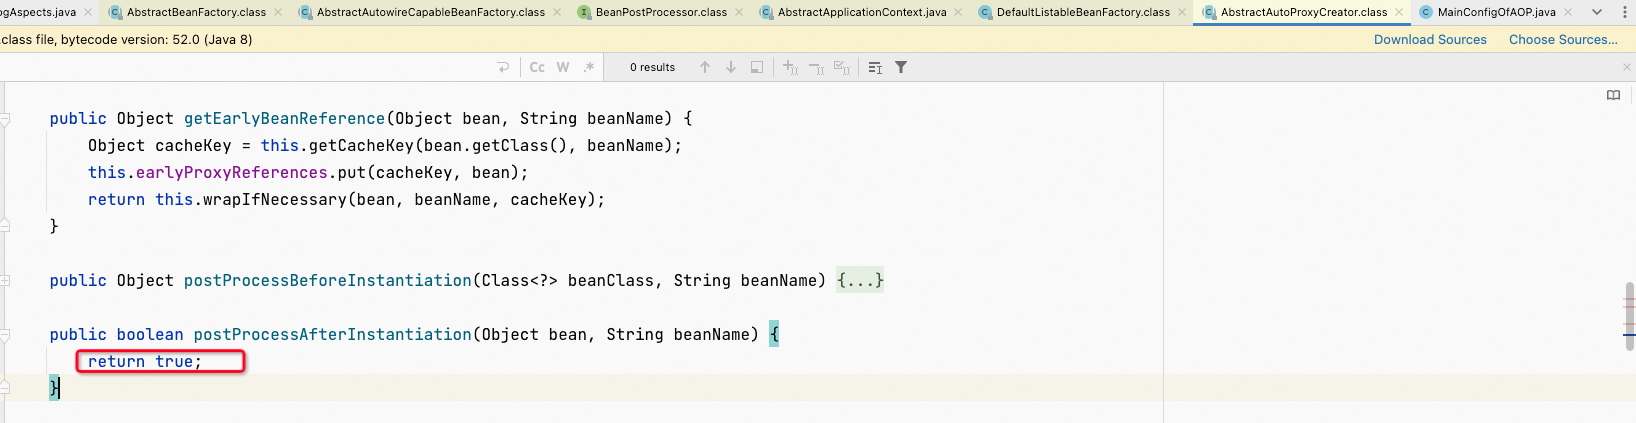 ogAspects.java AbstractBeanFactory.class AbstractAutowireCapableBeanFactory.class BeanPostProcessor.class AbstractApplicationContext.java DefaultListableBeanFactory.class AbstractAutoProxyCreator.class MainConfigOfAOP.java
.class file, bytecode version: 52.0 (Java 8) Download Sources Choose Sources...
Cc W .* 0 results
public Object getEarlyBeanReference(Object bean, String beanName) {
Object cacheKey = this.getCacheKey(bean.getClass(), beanName);
this.earlyProxyReferences.put(cacheKey, bean);
return this.wrapIfNecessary(bean, beanName, cacheKey);
}
public Object postProcessBeforeInstantiation(Class<?> beanClass, String beanName) {...}
public boolean postProcessAfterInstantiation(Object bean, String beanName) {
return true;
}